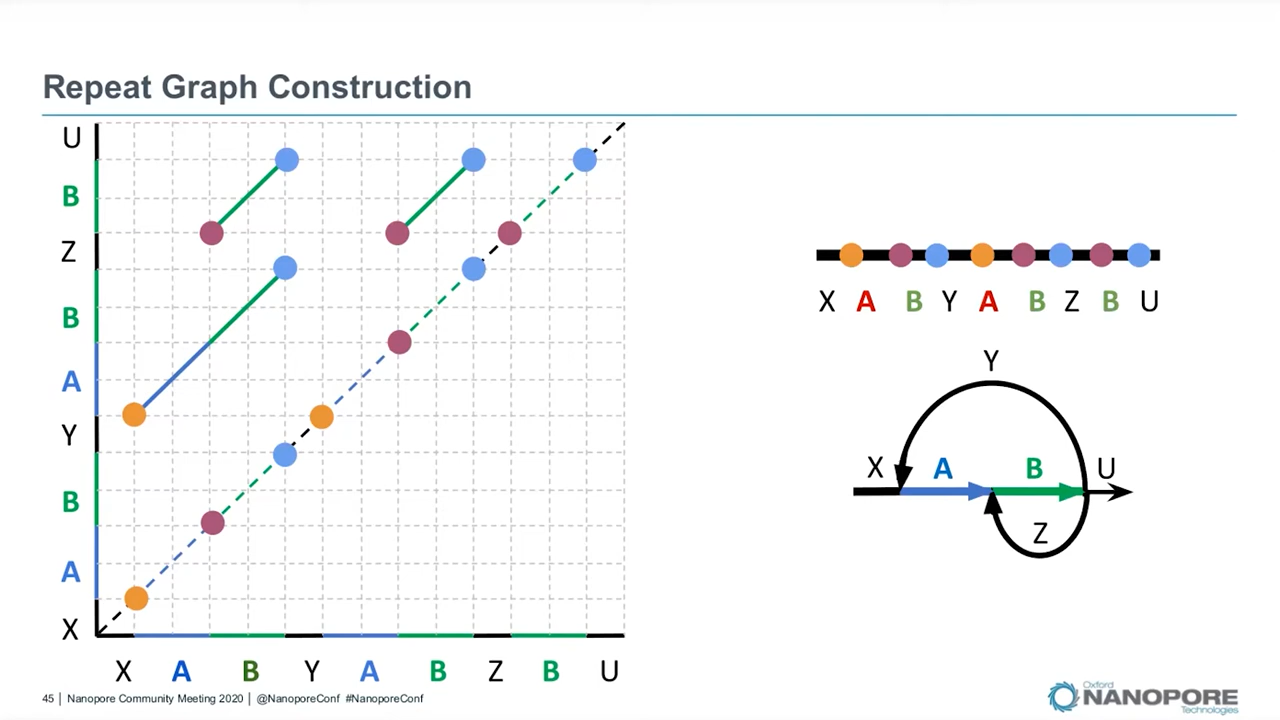 Repeat Graph Construction
U
B
Z
B
A
Y
B
A
X
X A B Y A B Z B U
X A B Y A B Z B U
Y
X A B U
Z
45 | Nanopore Community Meeting 2020 | @NanoporeConf #NanoporeConf
Oxford
NANOPORE
Technologies